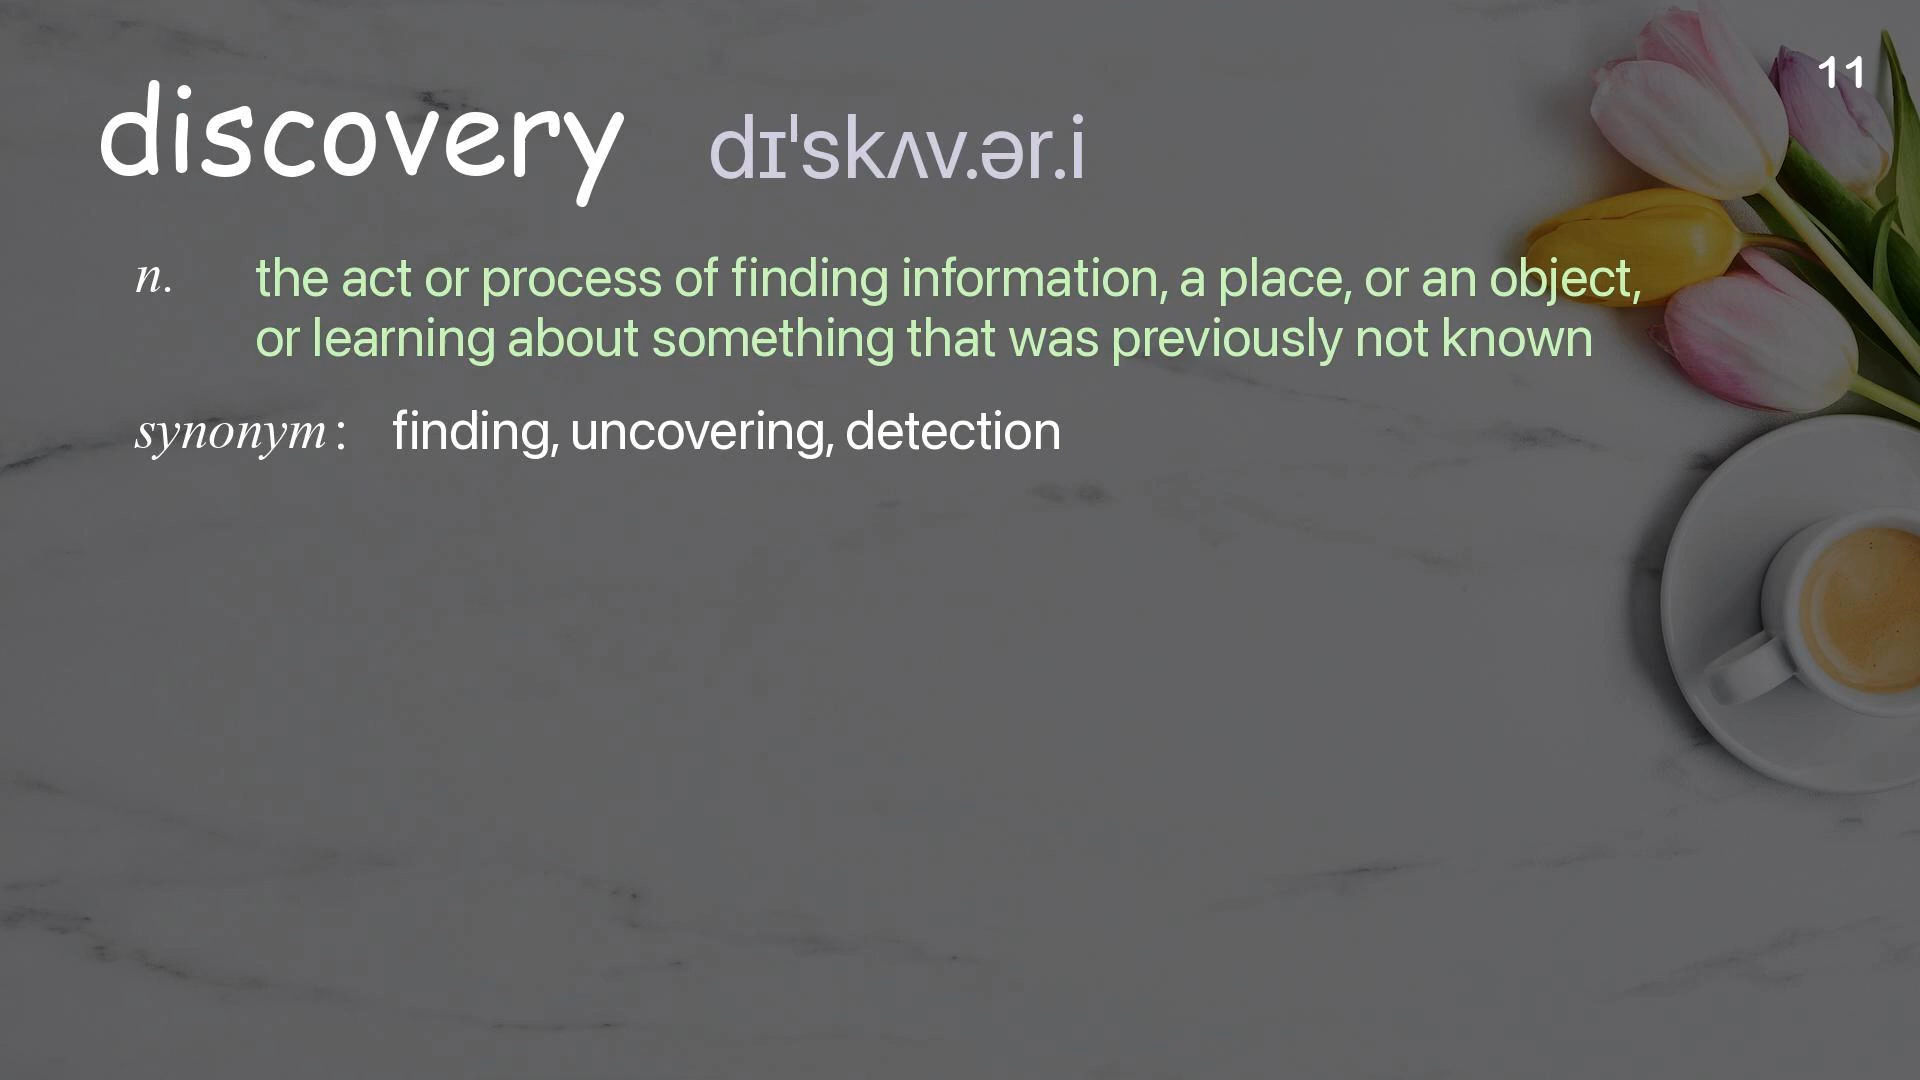 11
discovery dɪˈskʌv.ər.i
n. the act or process of finding information, a place, or an object,
or learning about something that was previously not known
synonym: finding, uncovering, detection